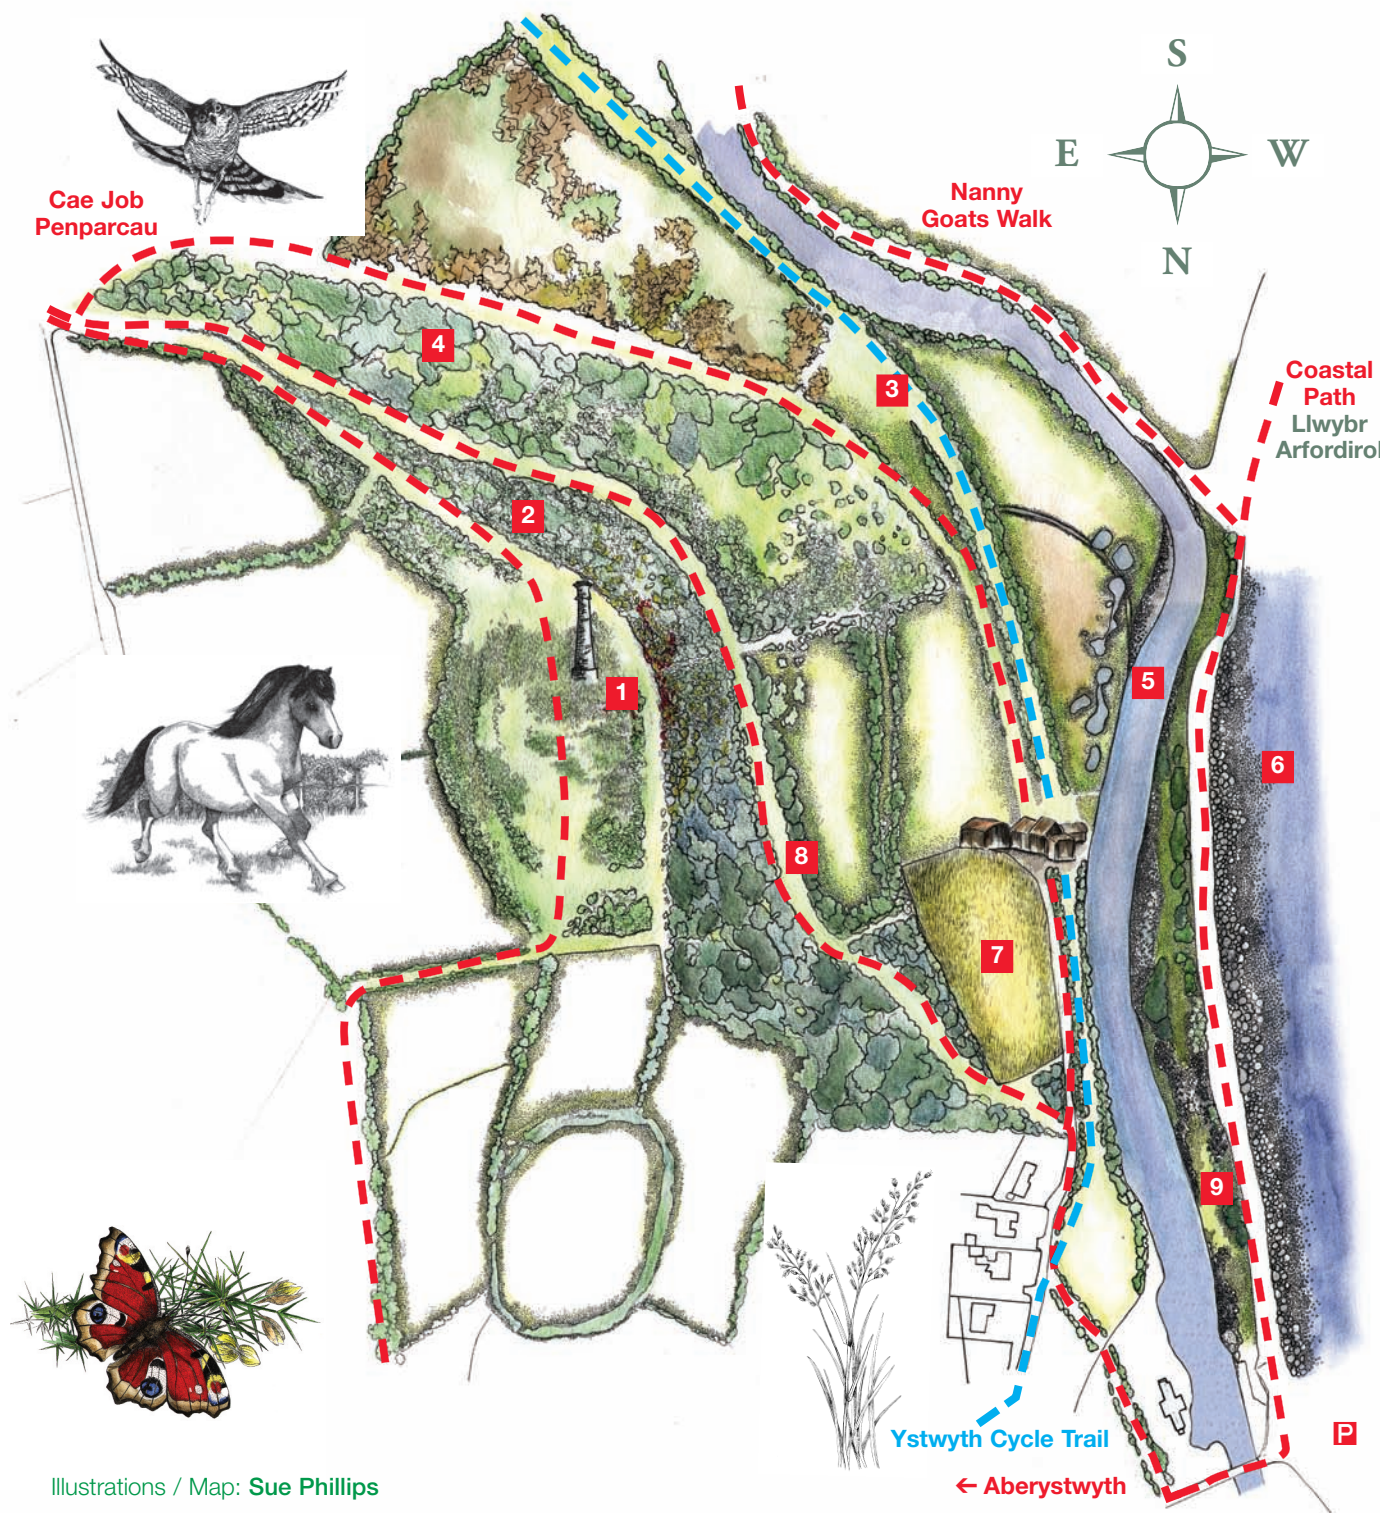 S
E
W
N
Cae Job
Penparcau
Nanny
Goats Walk
Coastal
Path
Llwybr
Arfordirol
4
3
2
1
5
6
8
7
9
P
Ystwyth Cycle Trail
← Aberystwyth
Illustrations / Map: Sue Phillips